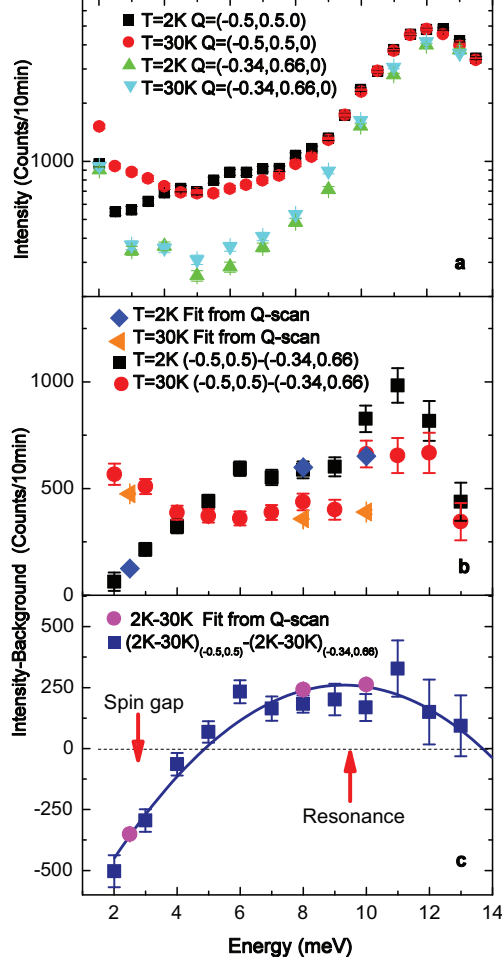 T=2K Q=(-0.5,0.5.0)
T=30K Q=(-0.5,0.5,0)
T=2K Q=(-0.34,0.66,0)
T=30K Q=(-0.34,0.66,0)
1000
Intensity (Counts/10min)
a
T=2K Fit from Q-scan
T=30K Fit from Q-scan
T=2K (-0.5,0.5)-(-0.34,0.66)
T=30K (-0.5,0.5)-(-0.34,0.66)
1000
500
0
b
Intensity-Background (Counts/10min)
2K-30K Fit from Q-scan
(2K-30K)(-0.5,0.5)-(2K-30K)(-0.34,0.66)
500
250
0
-250
-500
Spin gap
Resonance
c
2 4 6 8 10 12 14
Energy (meV)